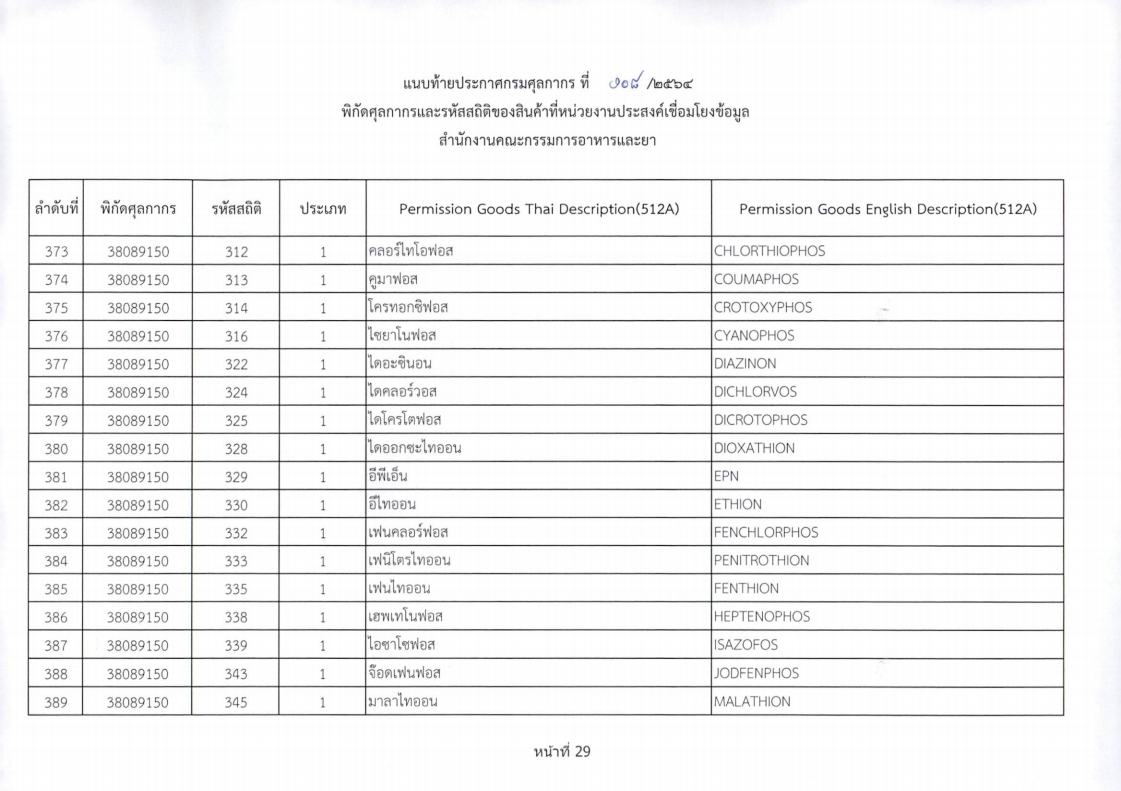 แนบท้ายประกาศกรมศุลกากร ที่ ๑๐๘ /๒๕๖๔
พิกัดศุลกากรและรหัสสถิติของสินค้าที่หน่วยงานประสงค์เชื่อมโยงข้อมูล
สำนักงานคณะกรรมการอาหารและยา
ลำดับที่ พิกัดศุลกากร รหัสสถิติ ประเภท Permission Goods Thai Description(512A) Permission Goods English Description(512A)
373 38089150 312 1 คลอร์ไทโอฟอส CHLORTHIOPHOS
374 38089150 313 1 คูมาฟอส COUMAPHOS
375 38089150 314 1 โครทอกซิฟอส CROTOXYPHOS
376 38089150 316 1 ไซยาโนฟอส CYANOPHOS
377 38089150 322 1 ไดอะซินอน DIAZINON
378 38089150 324 1 ไดคลอร์วอส DICHLORVOS
379 38089150 325 1 ไดโครโตฟอส DICROTOPHOS
380 38089150 328 1 ไดออกซะไทออน DIOXATHION
381 38089150 329 1 อีพีเอ็น EPN
382 38089150 330 1 อีไทออน ETHION
383 38089150 332 1 เฟนคลอร์ฟอส FENCHLORPHOS
384 38089150 333 1 เฟนิโตรไทออน PENITROTHION
385 38089150 335 1 เฟนไทออน FENTHION
386 38089150 338 1 เฮพเทโนฟอส HEPTENOPHOS
387 38089150 339 1 ไอซาโซฟอส ISAZOFOS
388 38089150 343 1 จ๊อดเฟนฟอส JODFENPHOS
389 38089150 345 1 มาลาไทออน MALATHION
หน้าที่ 29